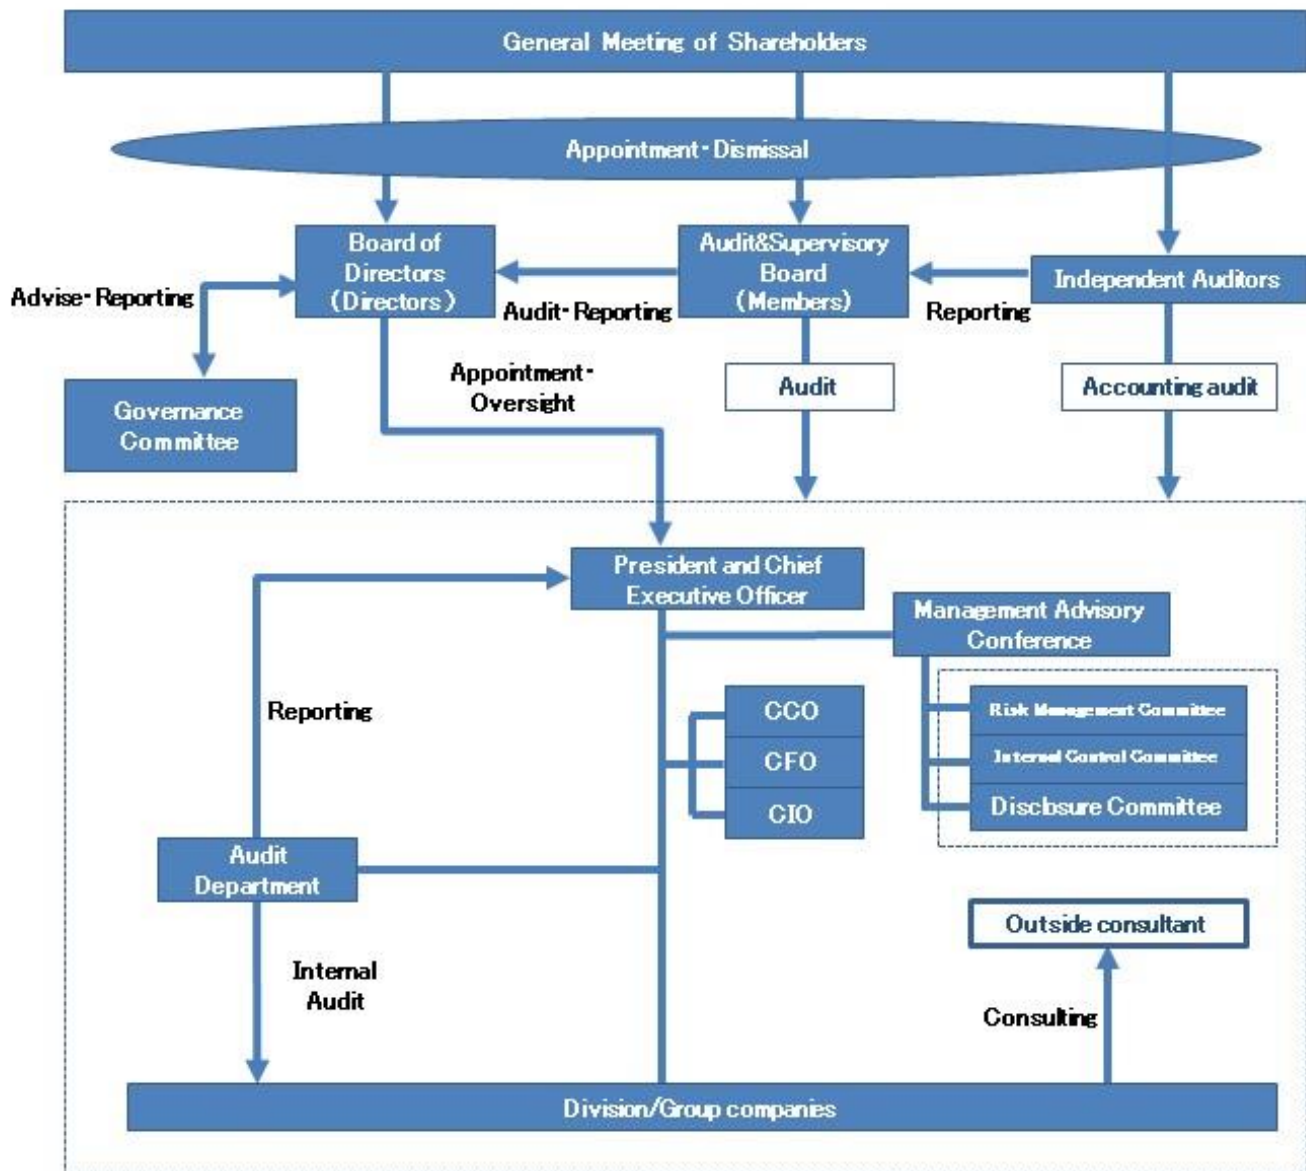 General Meeting of Shareholders
Appointment・Dismissal
Board of
Directors
(Directors)
Audit&Supervisory
Board
(Members)
Independent Auditors
Advise・Reporting
Audit・Reporting
Reporting
Governance
Committee
Appointment・
Oversight
Audit
Accounting audit
President and Chief
Executive Officer
Management Advisory
Conference
Reporting
CCO
CFO
CIO
Risk Management Committee
Internal Control Committee
Disclosure Committee
Audit
Department
Outside consultant
Internal
Audit
Consulting
Division/Group companies